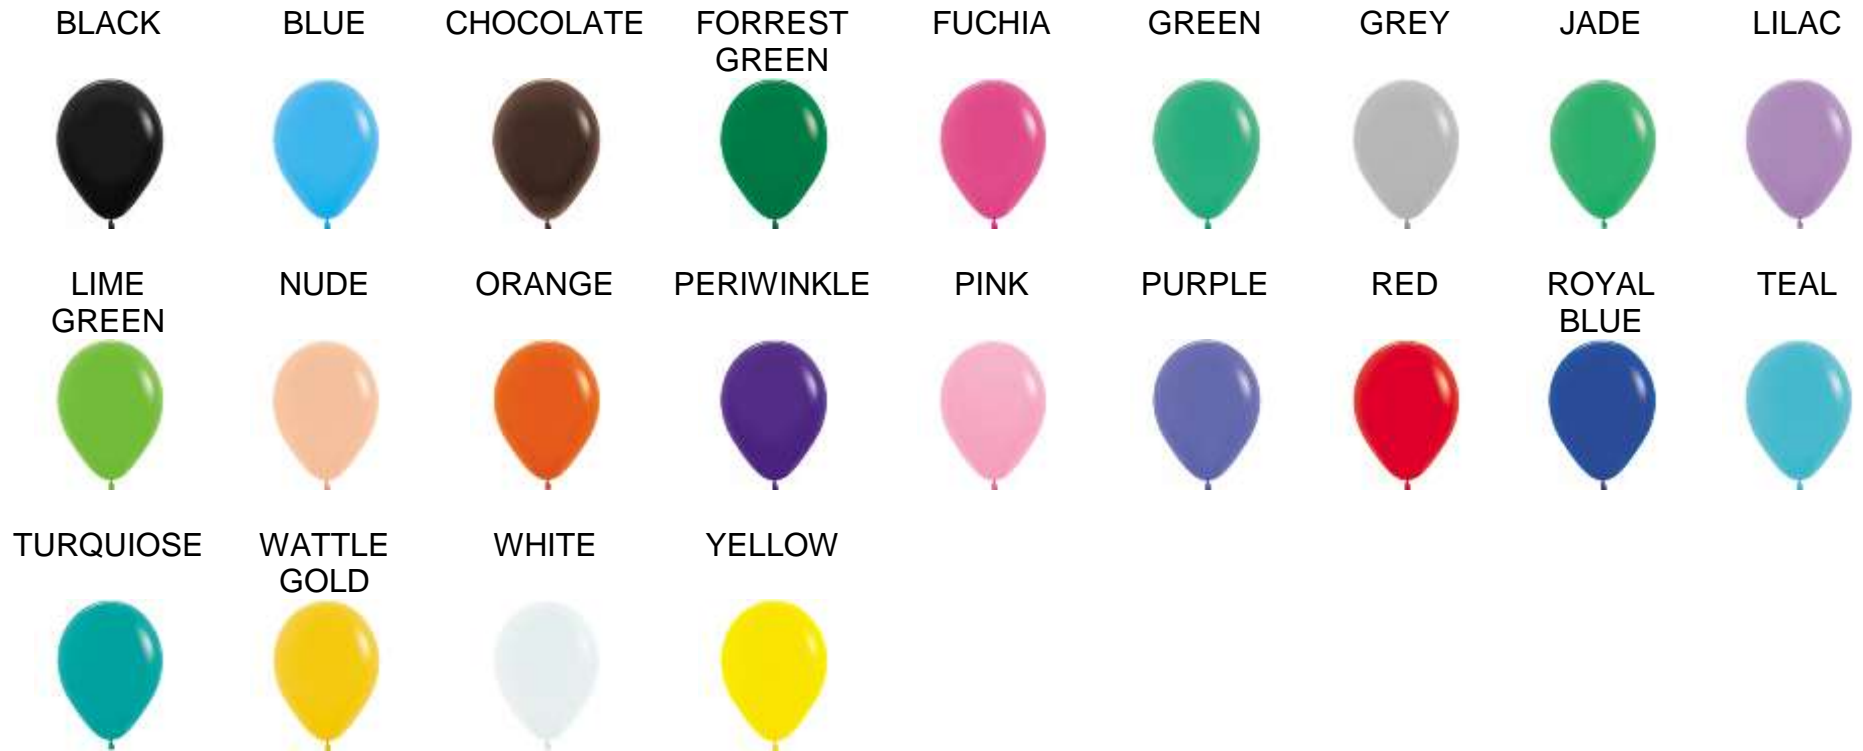 BLACK
BLUE
CHOCOLATE
FORREST
GREEN
FUCHIA
GREEN
GREY
JADE
LILAC
LIME
GREEN
NUDE
ORANGE
PERIWINKLE
PINK
PURPLE
RED
ROYAL
BLUE
TEAL
TURQUIOSE
WATTLE
GOLD
WHITE
YELLOW